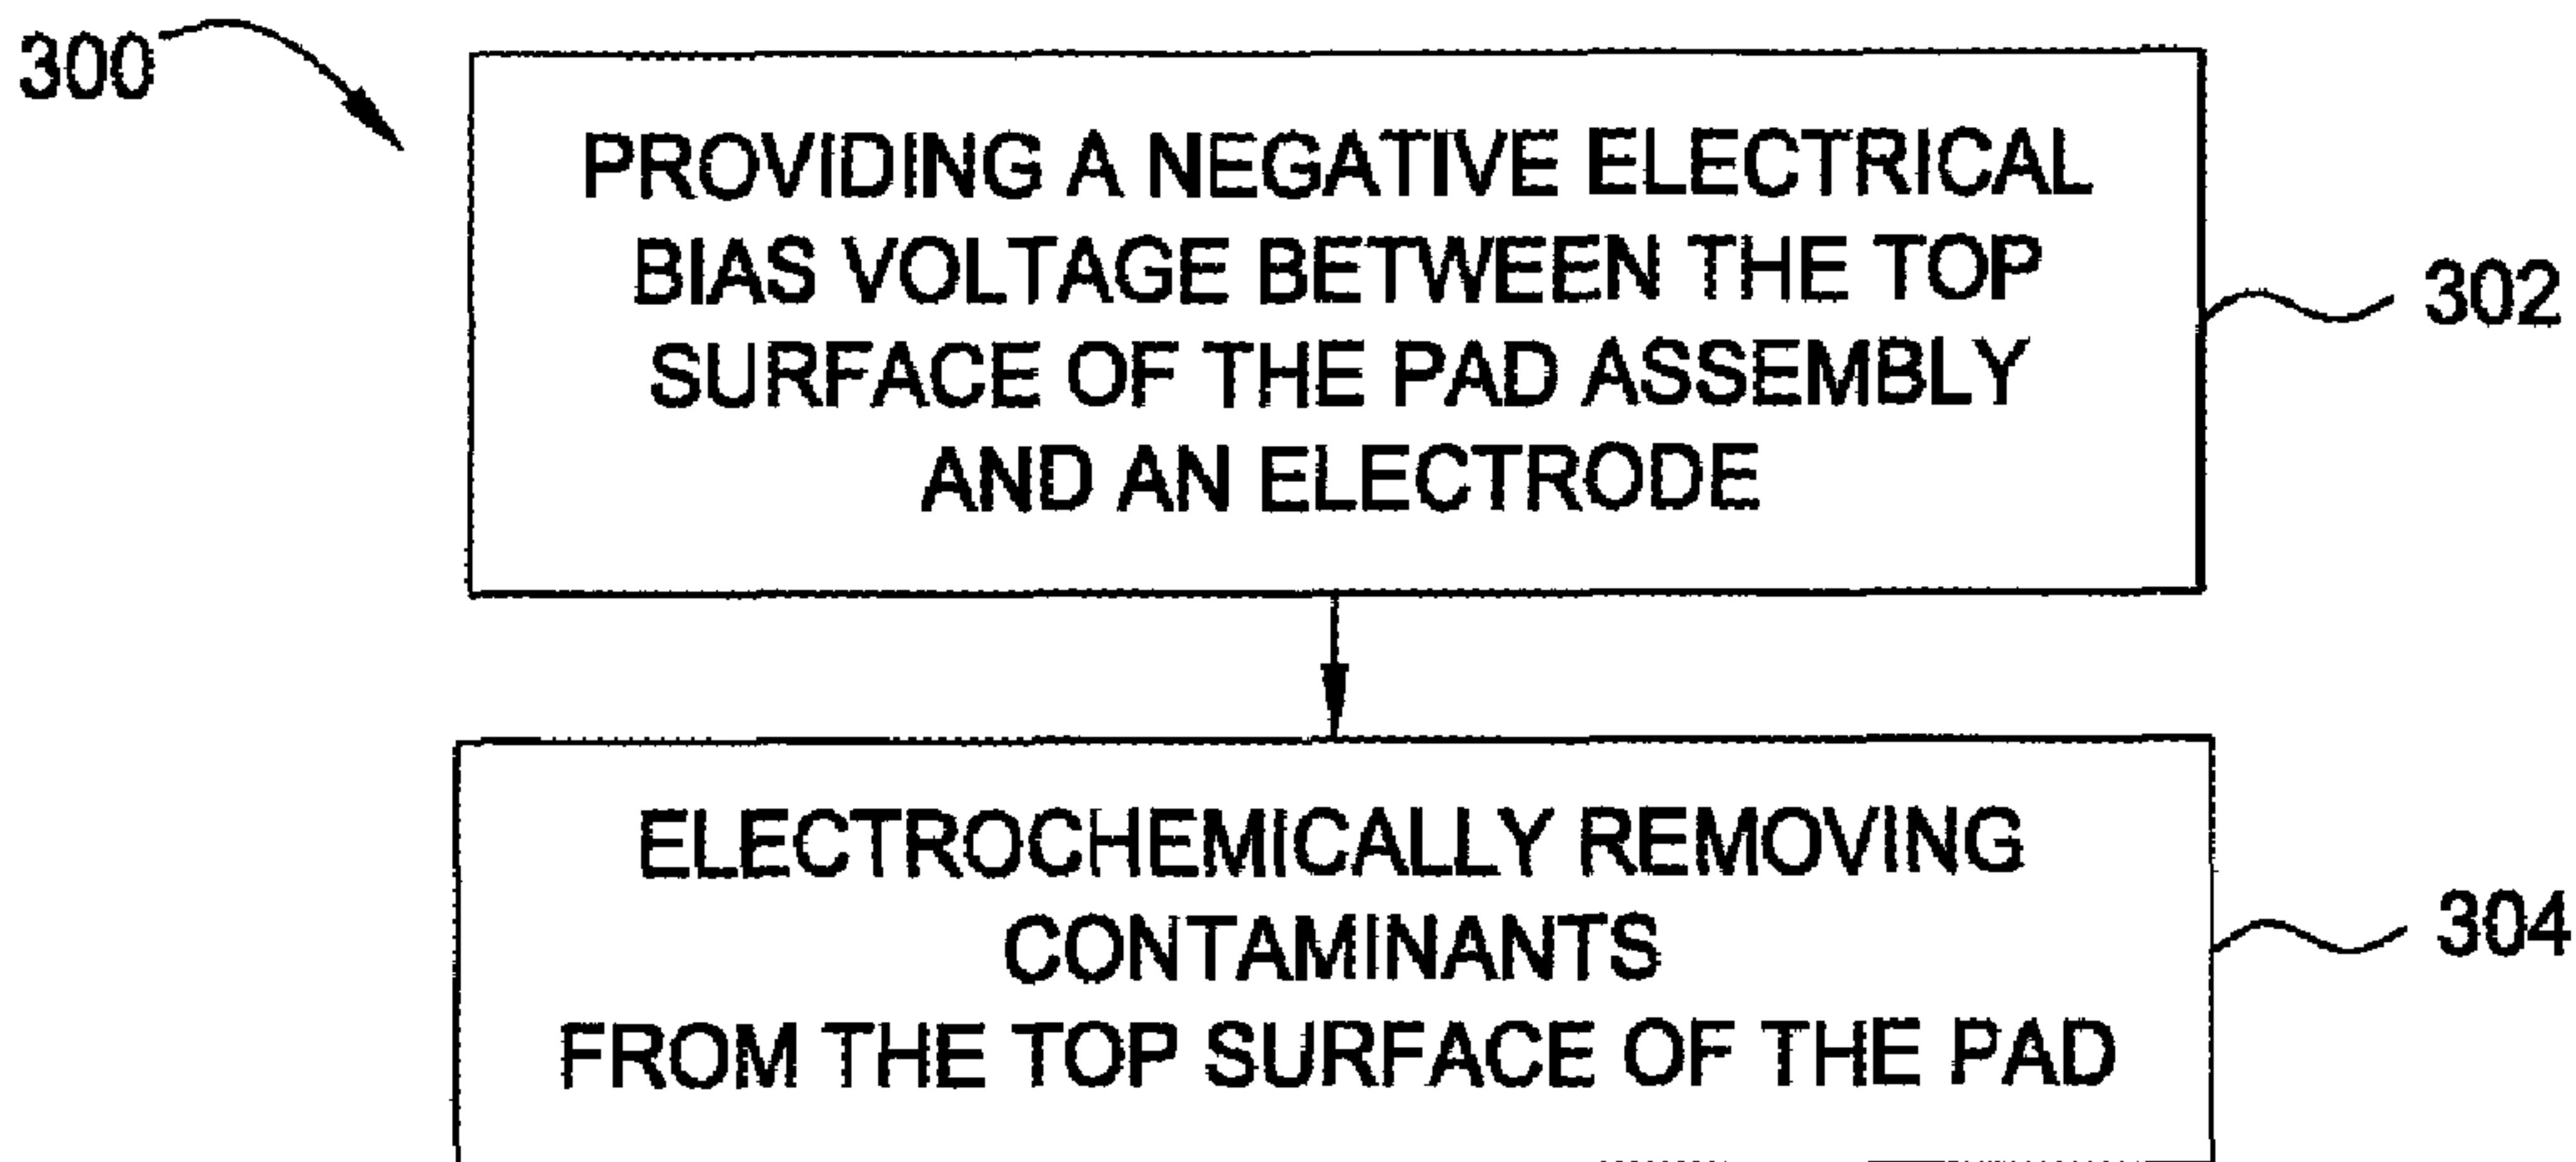 300
PROVIDING A NEGATIVE ELECTRICAL
BIAS VOLTAGE BETWEEN THE TOP
SURFACE OF THE PAD ASSEMBLY
AND AN ELECTRODE
302
ELECTROCHEMICALLY REMOVING
CONTAMINANTS
FROM THE TOP SURFACE OF THE PAD
304